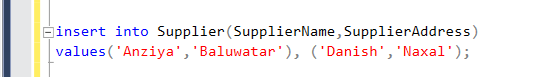 insert into Supplier(SupplierName,SupplierAddress)
values('Anziya','Baluwatar'), ('Danish','Naxal');